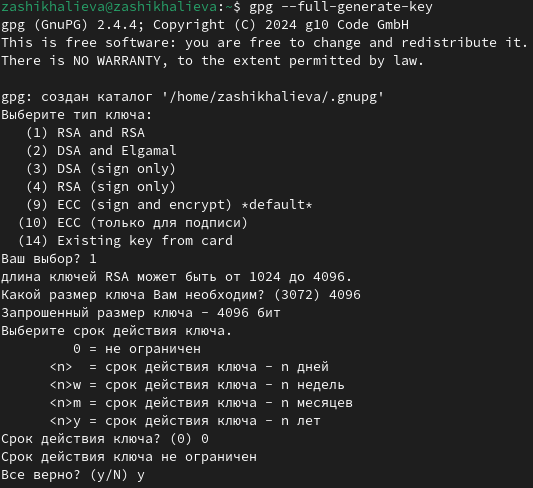 zashikhalieva@zashikhalieva:~$ gpg --full-generate-key
gpg (GnuPG) 2.4.4; Copyright (C) 2024 g10 Code GmbH
This is free software: you are free to change and redistribute it.
There is NO WARRANTY, to the extent permitted by law.

gpg: создан каталог '/home/zashikhalieva/.gnupg'
Выберите тип ключа:
   (1) RSA and RSA
   (2) DSA and Elgamal
   (3) DSA (sign only)
   (4) RSA (sign only)
   (9) ECC (sign and encrypt) *default*
  (10) ECC (только для подписи)
  (14) Existing key from card
Ваш выбор? 1
длина ключей RSA может быть от 1024 до 4096.
Какой размер ключа Вам необходим? (3072) 4096
Запрошенный размер ключа - 4096 бит
Выберите срок действия ключа.
         0 = не ограничен
      <n>  = срок действия ключа - n дней
      <n>w = срок действия ключа - n недель
      <n>m = срок действия ключа - n месяцев
      <n>y = срок действия ключа - n лет
Срок действия ключа? (0) 0
Срок действия ключа не ограничен
Все верно? (y/N) y